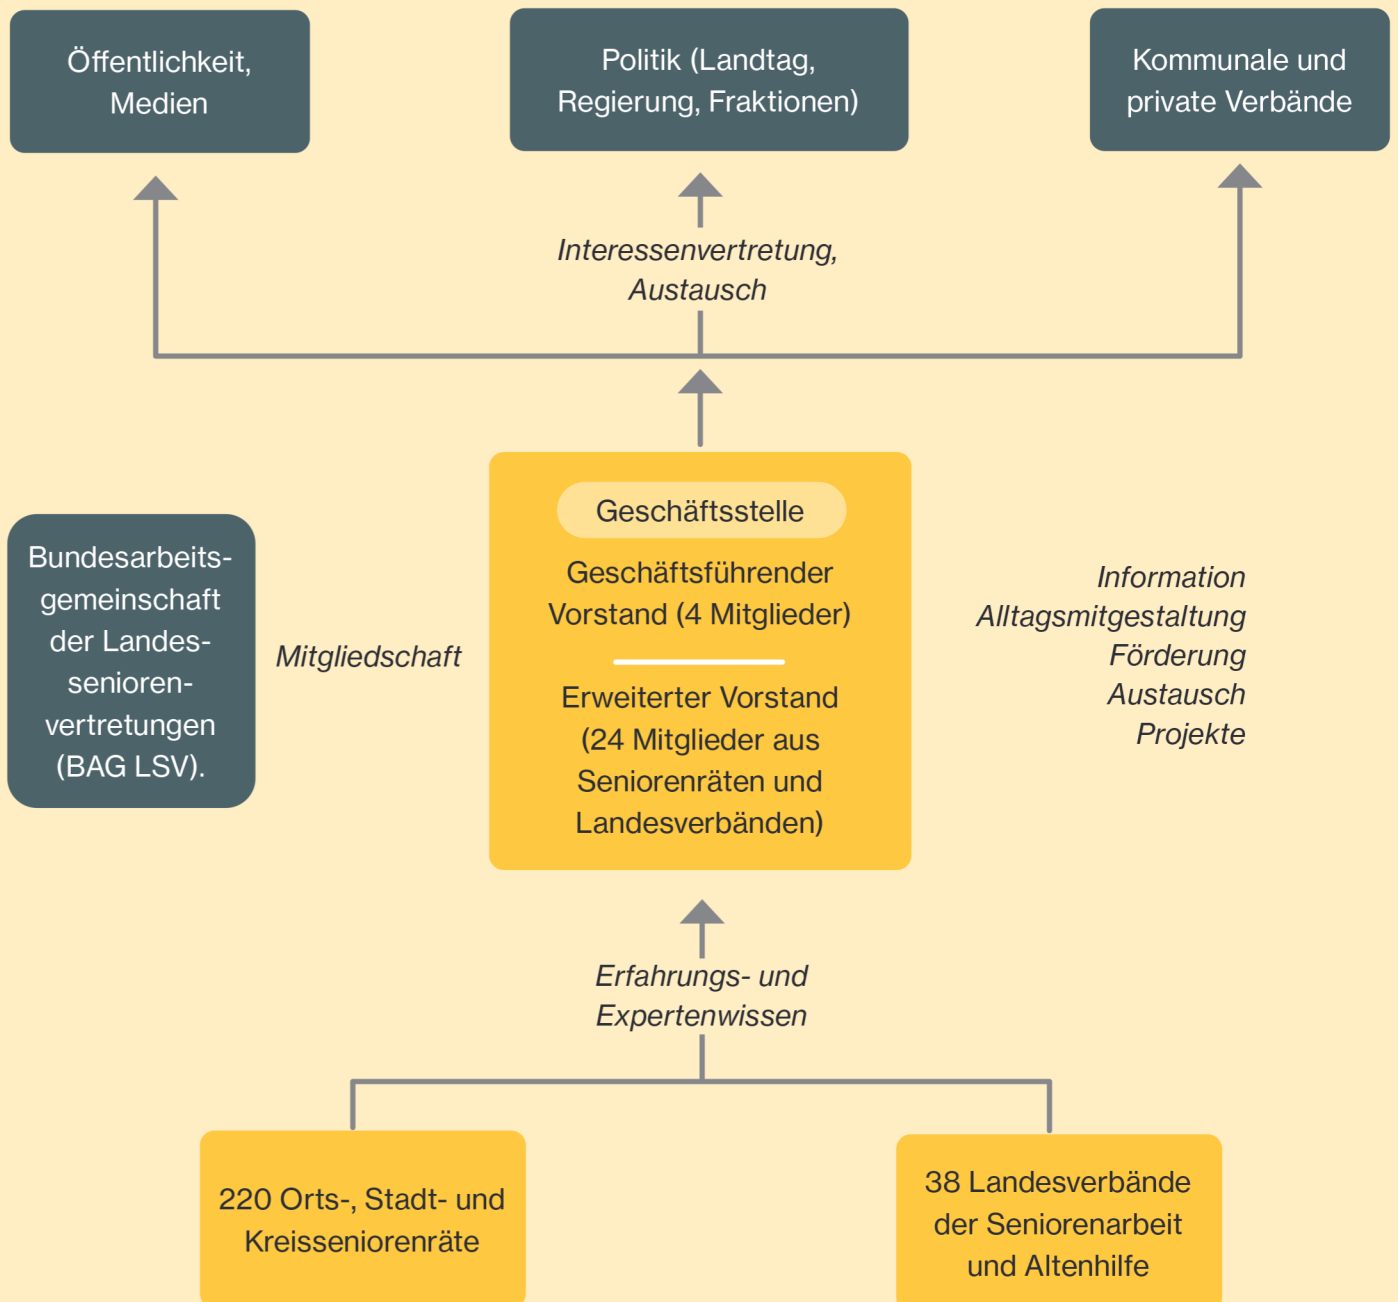 Öffentlichkeit,
Medien
Politik (Landtag,
Regierung, Fraktionen)
Kommunale und
private Verbände
Interessenvertretung,
Austausch
Bundesarbeits-
gemeinschaft
der Landes-
senioren-
vertretungen
(BAG LSV).
Mitgliedschaft
Geschäftsstelle
Geschäftsführender
Vorstand (4 Mitglieder)
Erweiterter Vorstand
(24 Mitglieder aus
Seniorenräten und
Landesverbänden)
Information
Alltagsmitgestaltung
Förderung
Austausch
Projekte
Erfahrungs- und
Expertenwissen
220 Orts-, Stadt- und
Kreisseniorenräte
38 Landesverbände
der Seniorenarbeit
und Altenhilfe